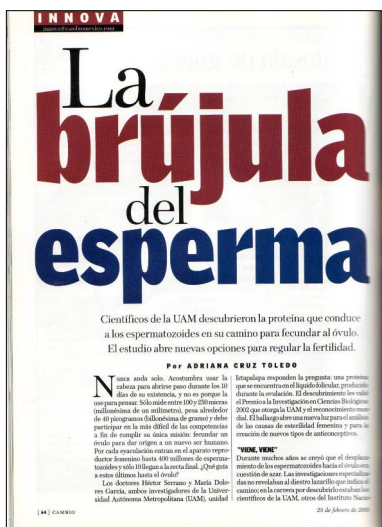 INNOVA
innova@cambiomexico.com
La
brújula
del
esperma
Científicos de la UAM descubrieron la proteína que conduce
a los espermatozoides en su camino para fecundar al óvulo.
El estudio abre nuevas opciones para regular la fertilidad.
Por ADRIANA CRUZ TOLEDO
Nunca anda solo. Acostumbra usar la
cabeza para abrirse paso durante los 10
días de su existencia, y no es porque la
use para pensar. Sólo mide entre 100 y 250 micras
(millonésima de un milímetro), pesa alrededor
de 40 picogramos (billonésima de gramo) y debe
participar en la más difícil de las competencias
a fin de cumplir su única misión: fecundar un
óvulo para dar origen a un nuevo ser humano.
Por cada eyaculación entran en el aparato repro-
ductor femenino hasta 400 millones de esperma-
tozoides y sólo 10 llegan a la recta final. ¿Qué guía
a estos últimos hasta el óvulo?
Los doctores Héctor Serrano y María Dolo-
res García, ambos investigadores de la Univer-
sidad Autónoma Metropolitana (UAM), unidad
Iztapalapa responden la pregunta: una proteína
que se encuentra en el líquido folicular, producido
durante la ovulación. El descubrimiento les valió
el Premio a la Investigación en Ciencias Biológicas
2002 que otorga la UAM y el reconocimiento mun-
dial. El hallazgo abre una nueva luz para el análisis
de las causas de esterilidad femenina y para la
creación de nuevos tipos de anticonceptivos.
"VIENE, VIENE"
Durante muchos años se creyó que el desplaza-
miento de los espermatozoides hacia el óvulo era
cuestión de azar. Las investigaciones especializa-
das no revelaban al diestro lazarillo que indica el
camino; en la carrera por descubrirlo estaban los
científicos de la UAM, otros del Instituto Nacio-
64 CAMBIO
23 de febrero de